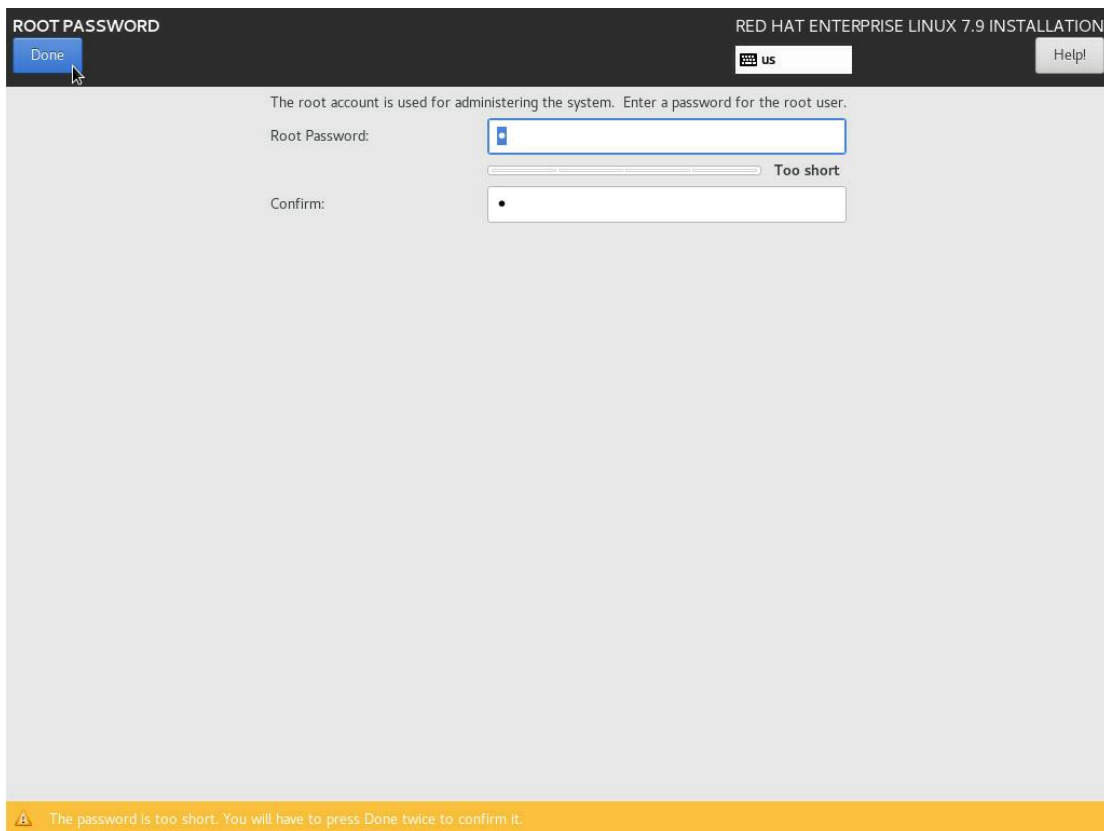 ROOT PASSWORD
RED HAT ENTERPRISE LINUX 7.9 INSTALLATION
Done
us
Help!
The root account is used for administering the system. Enter a password for the root user.
Root Password:
Too short
Confirm:
The password is too short. You will have to press Done twice to confirm it.